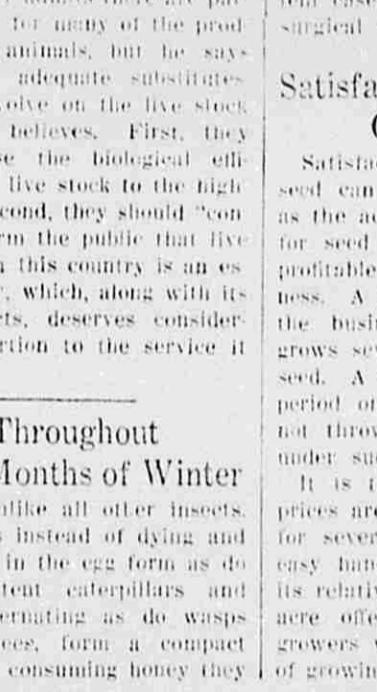 for many of the prod-
animals, but he says
adequate substitutes
volve on the live stock
believes. First, they
se the biological effi-
live stock to the high-
cond, they should "con-
rm the public that live
n this country is an es-
, which, along with its
cts, deserves consider-
rtion to the service it
Throughout
Months of Winter
nlike all other insects,
s instead of dying and
in the egg form as do
tent caterpillars and
ernating as do wasps
ees, form a compact
consuming honey they
surgical
Satisfa
Satisfac
seed can
as the ac
for seed
profitable
ness. A
the busi
grows sev
seed. A
period of
not throw
under su
It is t
prices are
for sever
easy han
its relativ
acre offe
growers v
of growin